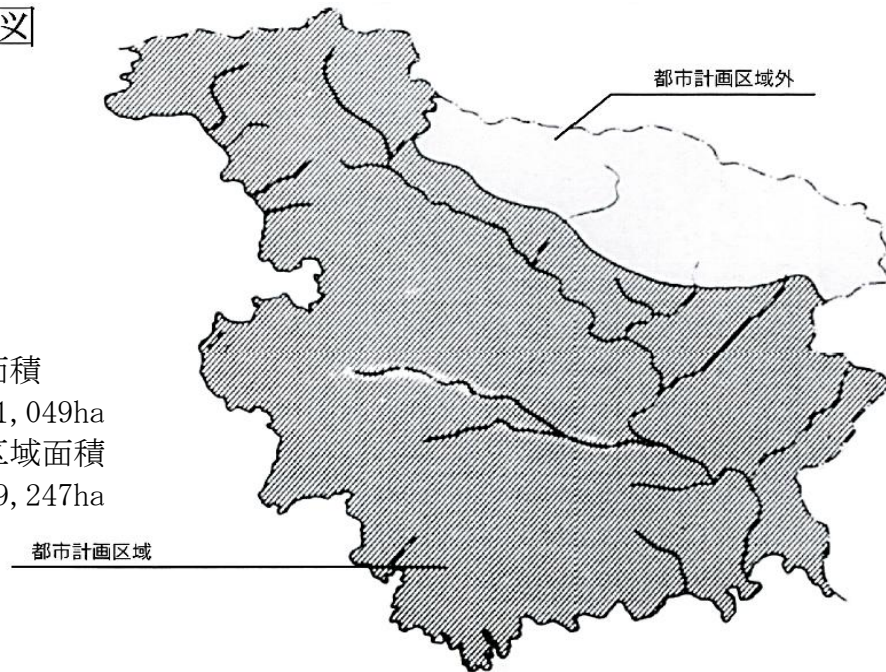 図
都市計画区域外
面積
1,049ha
区域面積
9,247ha
都市計画区域